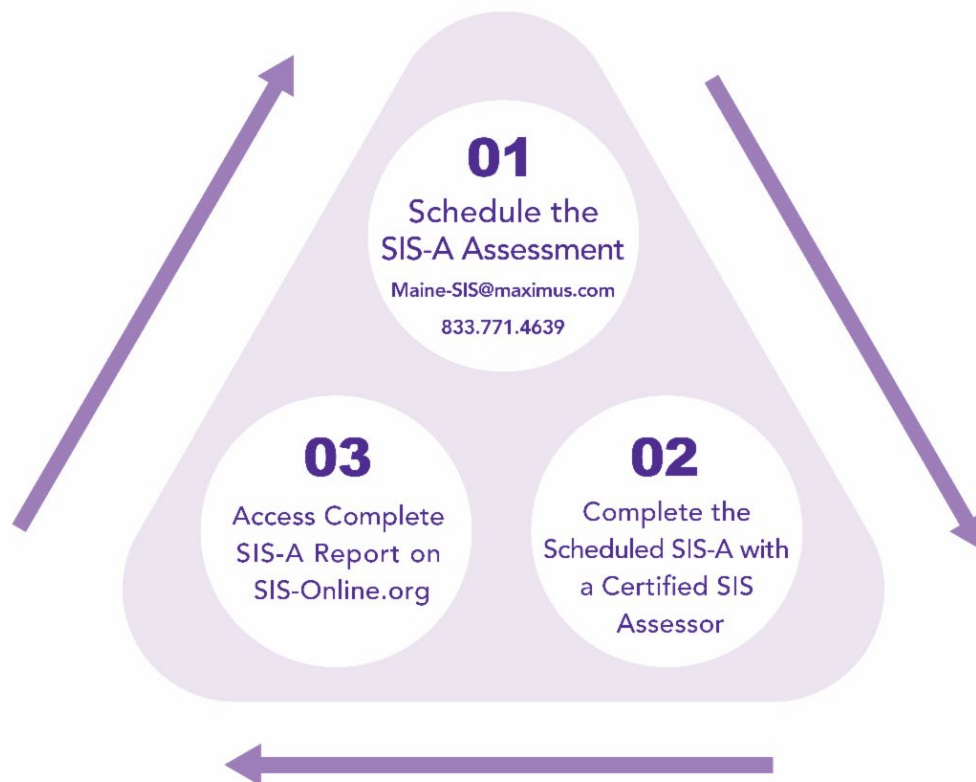 01
Schedule the
SIS-A Assessment
Maine-SIS@maximus.com
833.771.4639
02
Complete the
Scheduled SIS-A with
a Certified SIS
Assessor
03
Access Complete
SIS-A Report on
SIS-Online.org